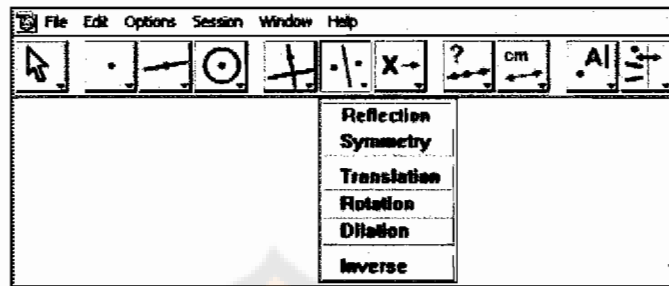 File Edit Options Session Window Help
X ? cm A
Reflection
Symmetry
Translation
Rotation
Dilation
Inverse